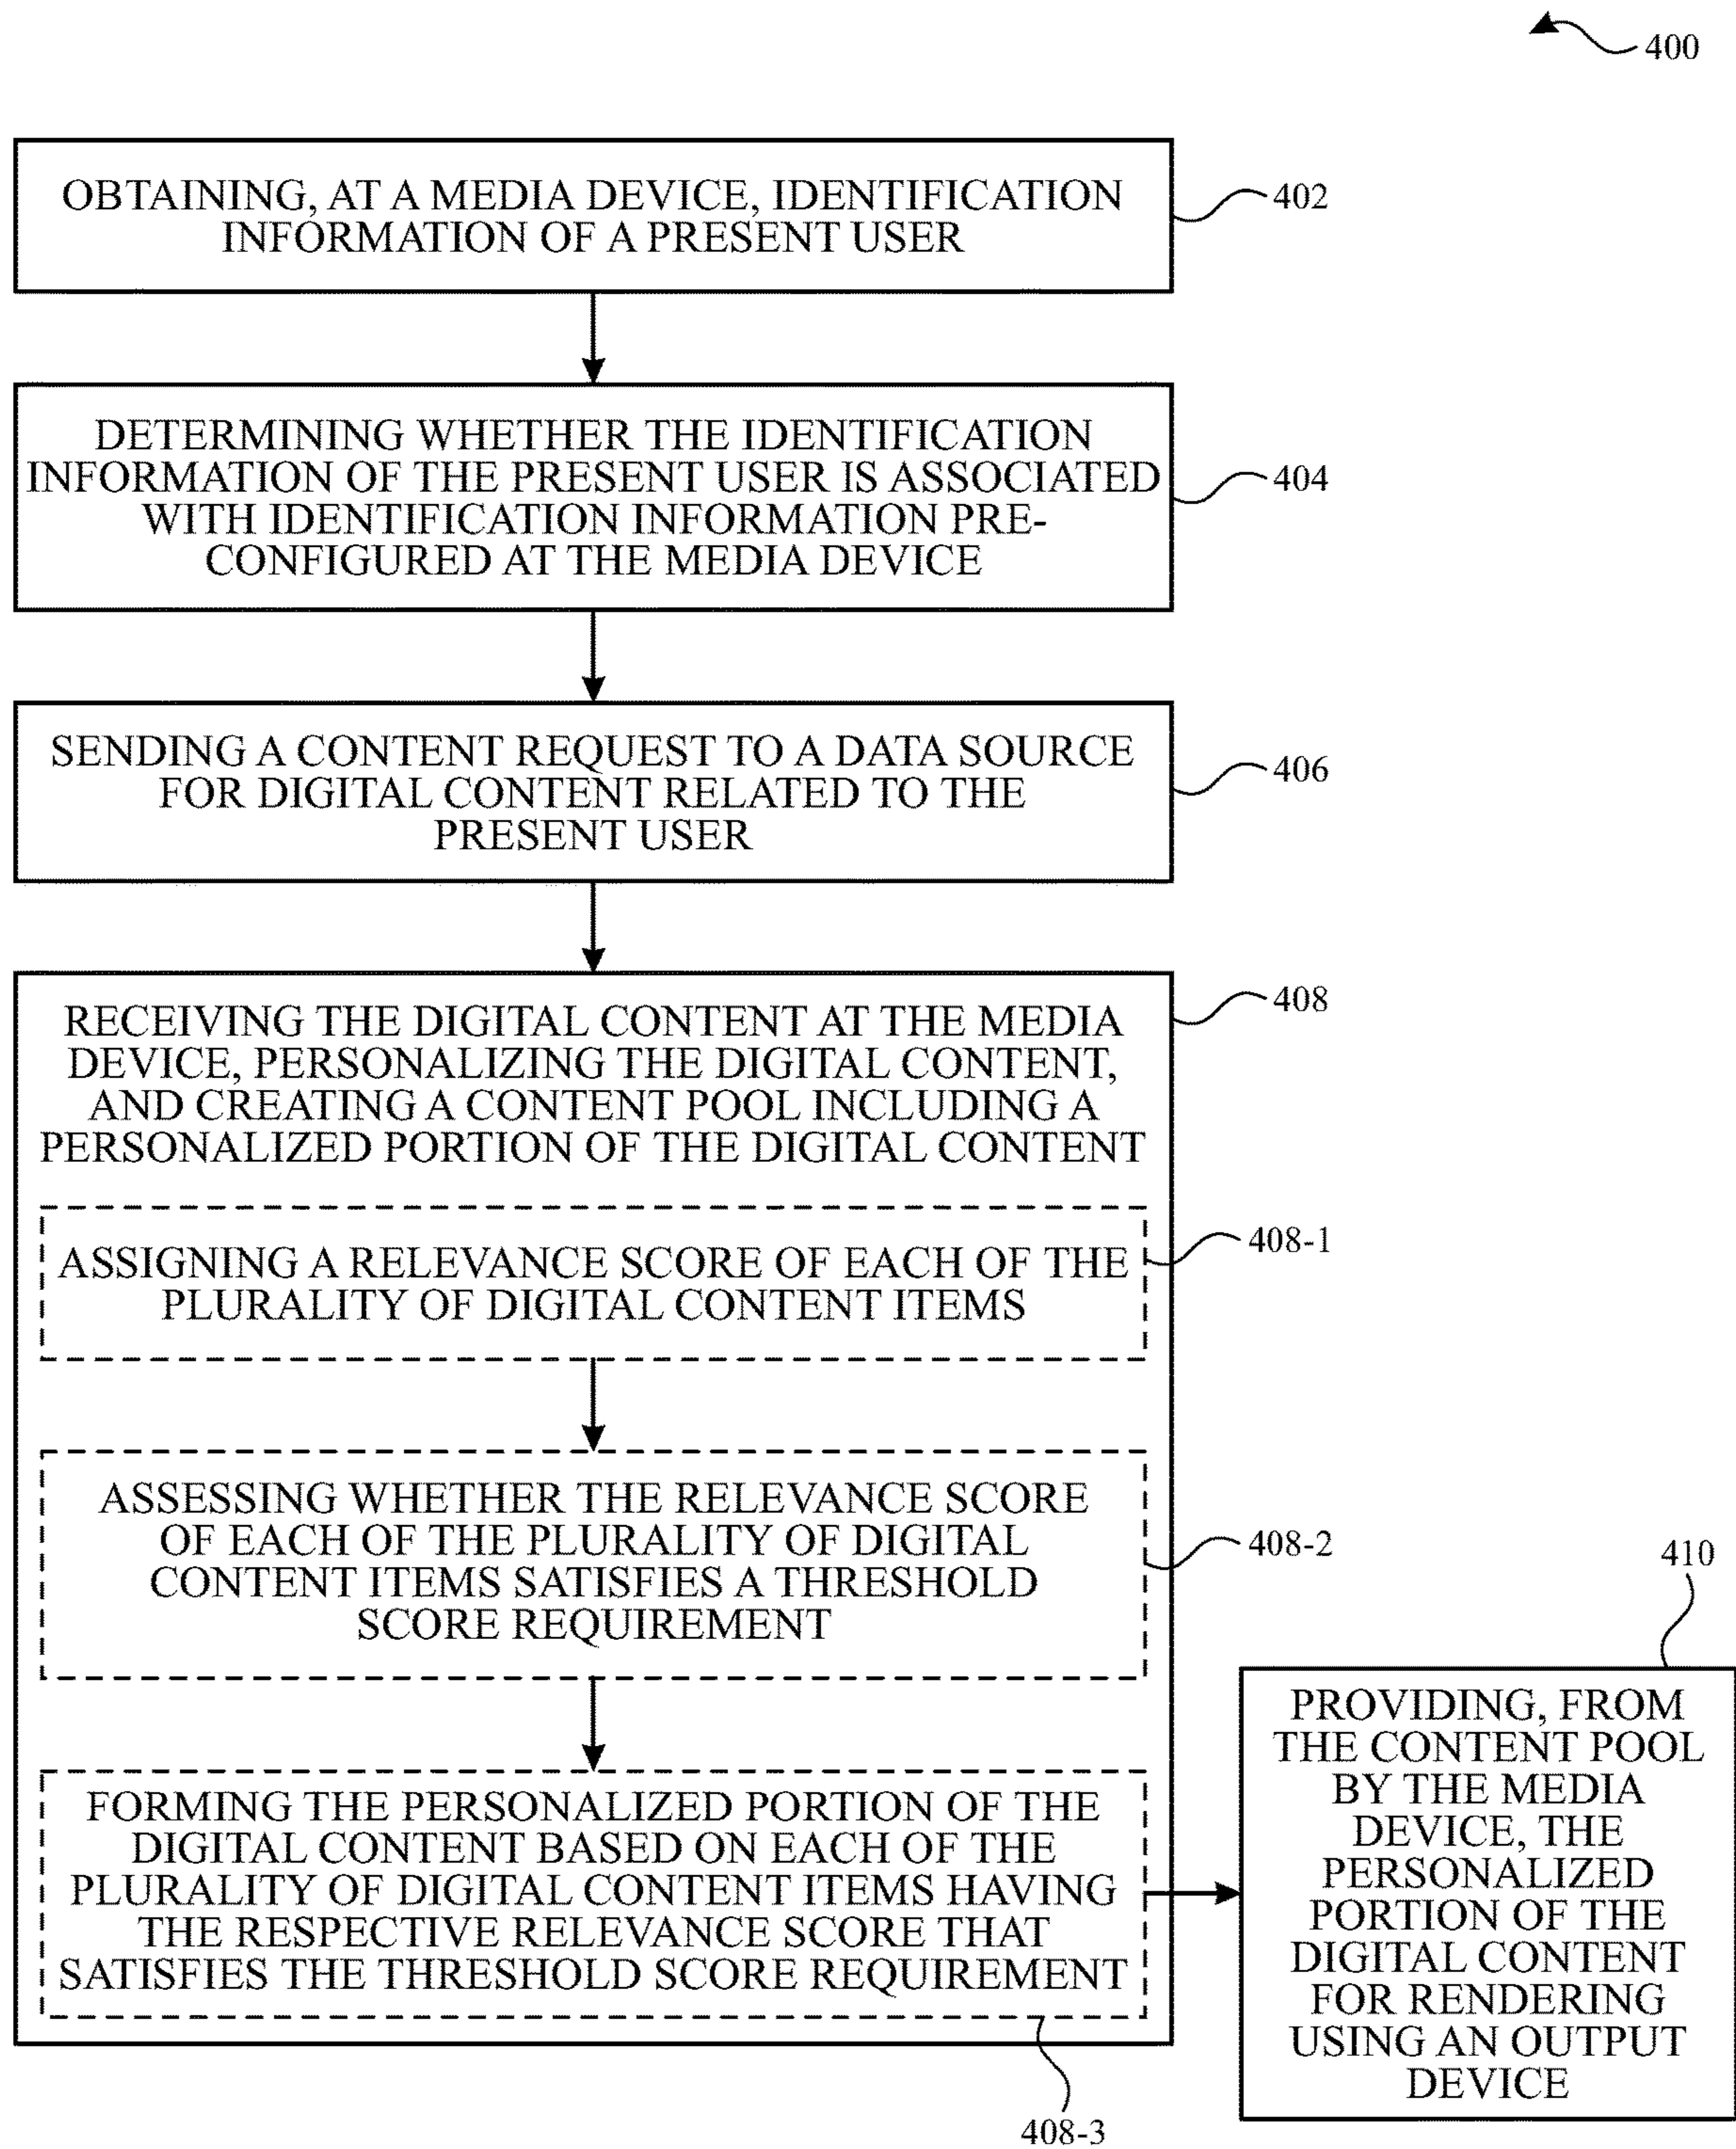 400
OBTAINING, AT A MEDIA DEVICE, IDENTIFICATION
INFORMATION OF A PRESENT USER
402
DETERMINING WHETHER THE IDENTIFICATION
INFORMATION OF THE PRESENT USER IS ASSOCIATED
WITH IDENTIFICATION INFORMATION PRE-
CONFIGURED AT THE MEDIA DEVICE
404
SENDING A CONTENT REQUEST TO A DATA SOURCE
FOR DIGITAL CONTENT RELATED TO THE
PRESENT USER
406
RECEIVING THE DIGITAL CONTENT AT THE MEDIA
DEVICE, PERSONALIZING THE DIGITAL CONTENT,
AND CREATING A CONTENT POOL INCLUDING A
PERSONALIZED PORTION OF THE DIGITAL CONTENT
408
ASSIGNING A RELEVANCE SCORE OF EACH OF THE
PLURALITY OF DIGITAL CONTENT ITEMS
408-1
ASSESSING WHETHER THE RELEVANCE SCORE
OF EACH OF THE PLURALITY OF DIGITAL
CONTENT ITEMS SATISFIES A THRESHOLD
SCORE REQUIREMENT
408-2
FORMING THE PERSONALIZED PORTION OF THE
DIGITAL CONTENT BASED ON EACH OF THE
PLURALITY OF DIGITAL CONTENT ITEMS HAVING
THE RESPECTIVE RELEVANCE SCORE THAT
SATISFIES THE THRESHOLD SCORE REQUIREMENT
408-3
410
PROVIDING, FROM
THE CONTENT POOL
BY THE MEDIA
DEVICE, THE
PERSONALIZED
PORTION OF THE
DIGITAL CONTENT
FOR RENDERING
USING AN OUTPUT
DEVICE